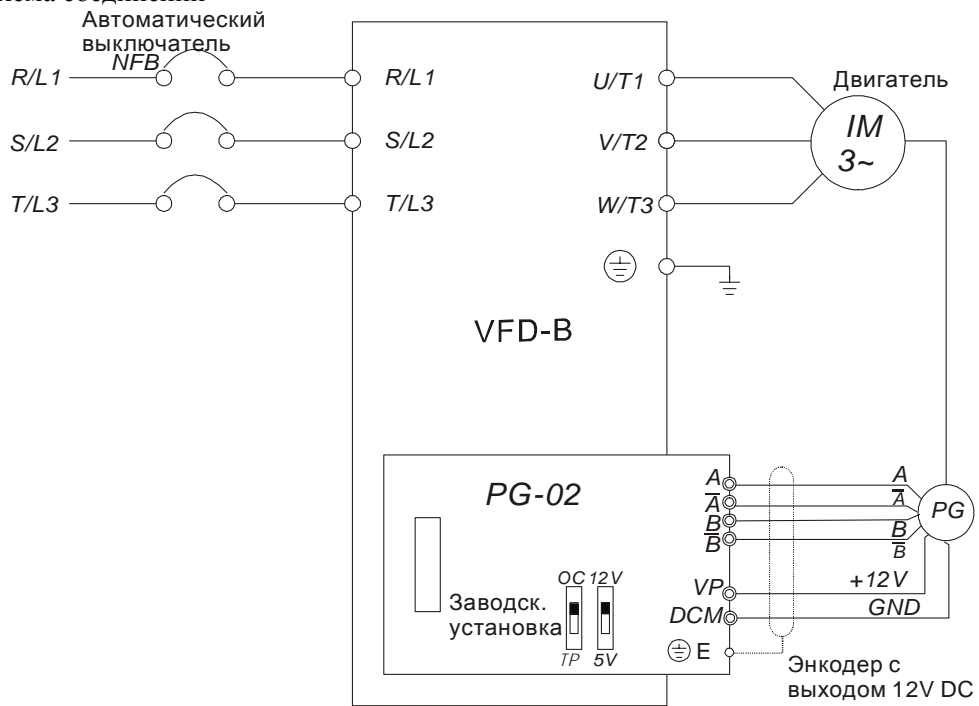 Автоматический
выключатель
NFB
R/L1
R/L1
U/T1
Двигатель
S/L2
S/L2
V/T2
IM
3~
T/L3
T/L3
W/T3
VFD-B
PG-02
A
A̅
B
B̅
A
A̅
B
B̅
PG
OC 12V
VP
+12V
Заводск.
установка
DCM
GND
TP 5V
E
Энкодер с
выходом 12V DC